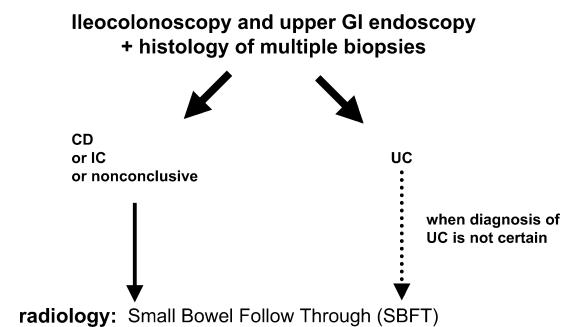 Ileocolonoscopy and upper GI endoscopy
+ histology of multiple biopsies
CD
or IC
or nonconclusive
UC
when diagnosis of
UC is not certain
radiology: Small Bowel Follow Through (SBFT)